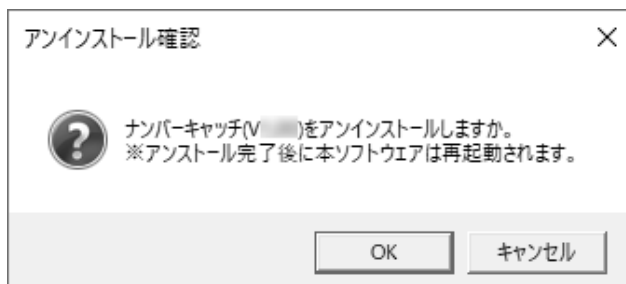 アンインストール確認
ナンバーキャッチ(V)をアンインストールしますか。
※アンストール完了後に本ソフトウェアは再起動されます。
OK
キャンセル